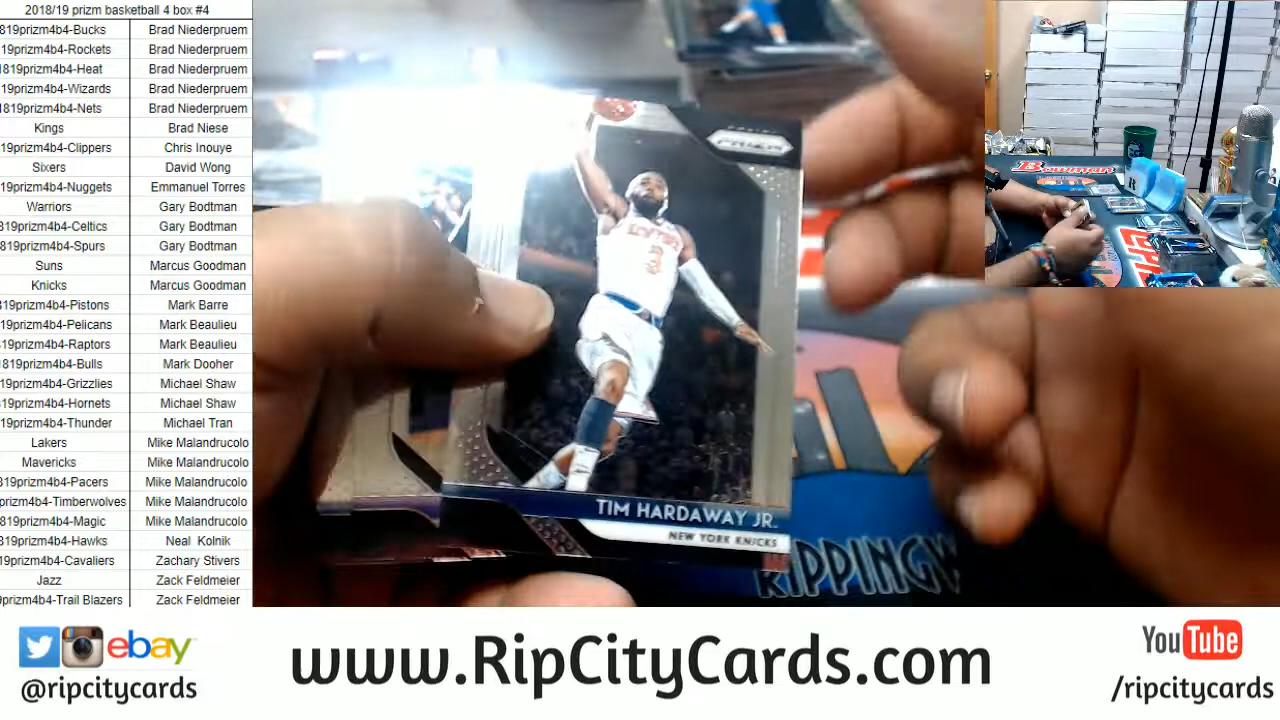 2018/19 prizm basketball 4 box #4
819prizm4b4-Bucks Brad Niederpruem
19prizm4b4-Rockets Brad Niederpruem
1819prizm4b4-Heat Brad Niederpruem
19prizm4b4-Wizards Brad Niederpruem
819prizm4b4-Nets Brad Niederpruem
Kings Brad Niese
19prizm4b4-Clippers Chris Inouye
Sixers David Wong
19prizm4b4-Nuggets Emmanuel Torres
Warriors Gary Bodtman
819prizm4b4-Celtics Gary Bodtman
819prizm4b4-Spurs Gary Bodtman
Suns Marcus Goodman
Knicks Marcus Goodman
819prizm4b4-Pistons Mark Barre
19prizm4b4-Pelicans Mark Beaulieu
19prizm4b4-Raptors Mark Beaulieu
1819prizm4b4-Bulls Mark Dooher
19prizm4b4-Grizzlies Michael Shaw
19prizm4b4-Hornets Michael Shaw
19prizm4b4-Thunder Michael Tran
Lakers Mike Malandrucolo
Mavericks Mike Malandrucolo
819prizm4b4-Pacers Mike Malandrucolo
prizm4b4-Timberwolves Mike Malandrucolo
819prizm4b4-Magic Mike Malandrucolo
819prizm4b4-Hawks Neal Kolnik
19prizm4b4-Cavaliers Zachary Stivers
Jazz Zack Feldmeier
prizm4b4-Trail Blazers Zack Feldmeier
PANINI
PRIZM
3
TIM HARDAWAY JR.
NEW YORK KNICKS
RIPPINGW
BOWMAN
ebay
@ripcitycards
www.RipCityCards.com
YouTube
/ripcitycards